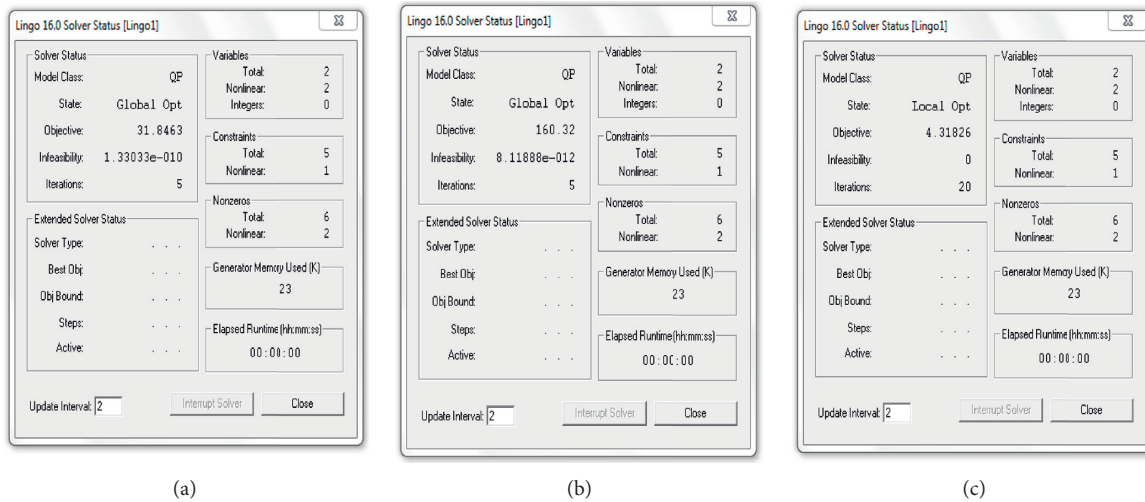 Lingo 16.0 Solver Status [Lingo1]
Solver Status
Model Class: QP
State: Global Opt
Objective: 31.8463
Infeasibility: 1.33033e-010
Iterations: 5
Extended Solver Status
Solver Type: . . .
Best Obj: . . .
Obj Bound: . . .
Steps: . . .
Active: . . .
Variables
Total: 2
Nonlinear: 2
Integers: 0
Constraints
Total: 5
Nonlinear: 1
Nonzeros
Total: 6
Nonlinear: 2
Generator Memory Used (K)
23
Elapsed Runtime (hh:mm:ss)
00:00:00
Update Interval: 2
Interrupt Solver
Close
(a)
Lingo 16.0 Solver Status [Lingo1]
Solver Status
Model Class: QP
State: Global Opt
Objective: 160.32
Infeasibility: 8.11888e-012
Iterations: 5
Extended Solver Status
Solver Type: . . .
Best Obj: . . .
Obj Bound: . . .
Steps: . . .
Active: . . .
Variables
Total: 2
Nonlinear: 2
Integers: 0
Constraints
Total: 5
Nonlinear: 1
Nonzeros
Total: 6
Nonlinear: 2
Generator Memory Used (K)
23
Elapsed Runtime (hh:mm:ss)
00:00:00
Update Interval: 2
Interrupt Solver
Close
(b)
Lingo 16.0 Solver Status [Lingo1]
Solver Status
Model Class: QP
State: Local Opt
Objective: 4.31826
Infeasibility: 0
Iterations: 20
Extended Solver Status
Solver Type: . . .
Best Obj: . . .
Obj Bound: . . .
Steps: . . .
Active: . . .
Variables
Total: 2
Nonlinear: 2
Integers: 0
Constraints
Total: 5
Nonlinear: 1
Nonzeros
Total: 6
Nonlinear: 2
Generator Memory Used (K)
23
Elapsed Runtime (hh:mm:ss)
00:00:00
Update Interval: 2
Interrupt Solver
Close
(c)